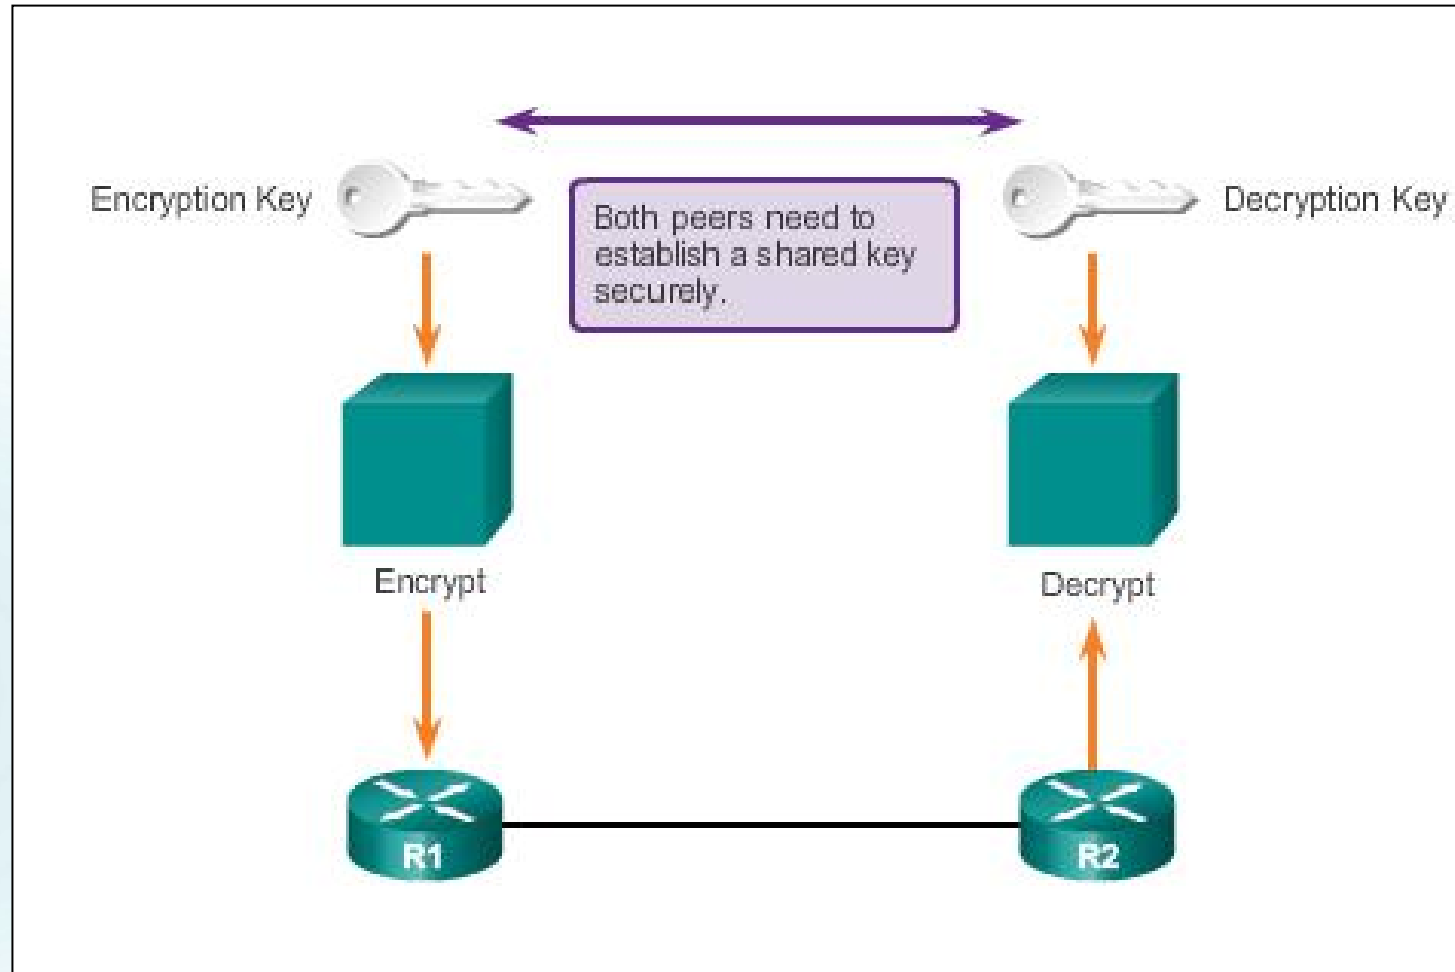 Encryption Key
Both peers need to
establish a shared key
securely.
Decryption Key
Encrypt
Decrypt
R1
R2